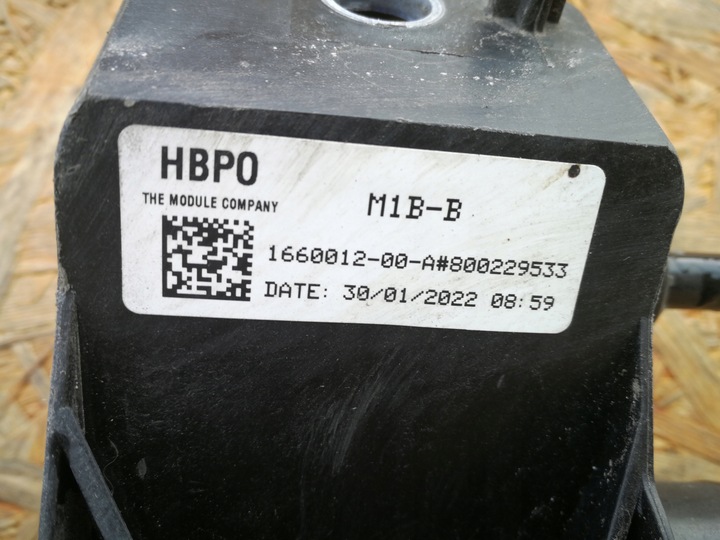 HBPO
THE MODULE COMPANY
M1B-B
1660012-00-A#800229533
DATE: 30/01/2022 08:59